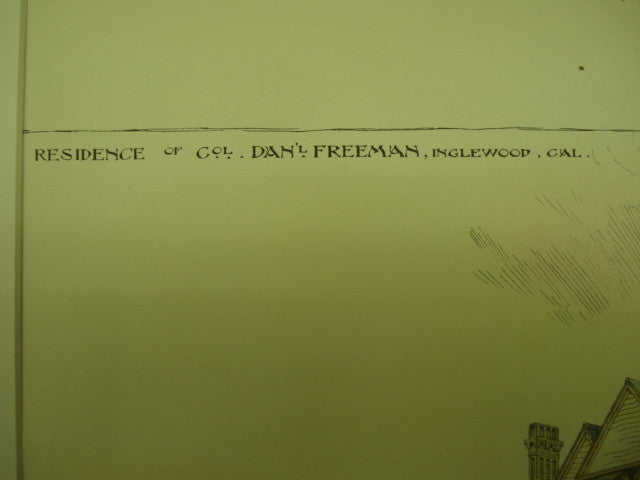 RESIDENCE OF COL. DAN'L FREEMAN, INGLEWOOD, CAL.